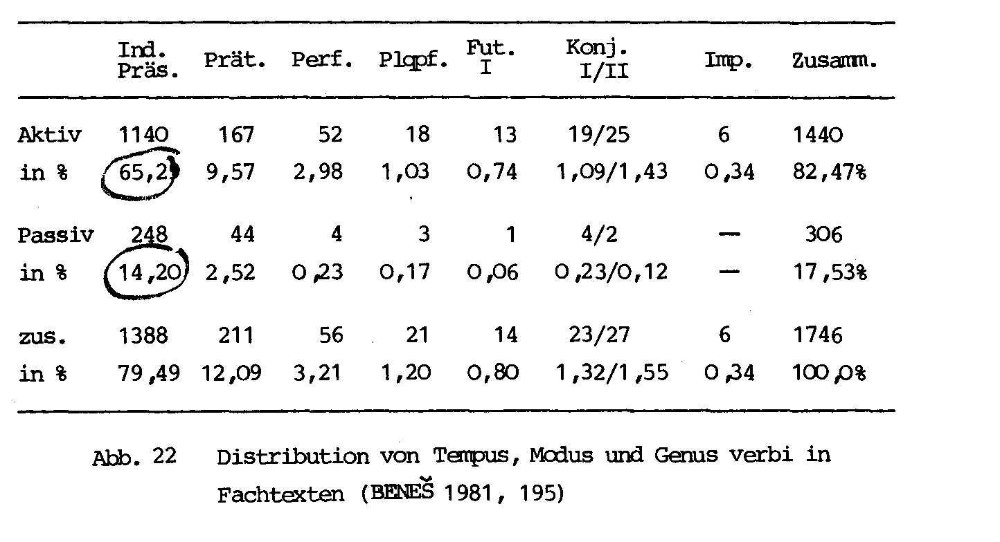 Ind. Präs. Prät. Perf. Plqpf. Fut. I Konj. I/II Imp. Zusamm.
Aktiv 1140 167 52 18 13 19/25 6 1440
in % 9,57 2,98 1,03 0,74 1,09/1,43 0,34 82,47%
Passiv 248 44 4 3 1 4/2 — 306
in % 14,20 2,52 0,23 0,17 0,06 0,23/0,12 — 17,53%
zus. 1388 211 56 21 14 23/27 6 1746
in % 79,49 12,09 3,21 1,20 0,80 1,32/1,55 0,34 100,0%
Abb. 22 Distribution von Tempus, Modus und Genus verbi in
Fachtexten (BENEŠ 1981, 195)